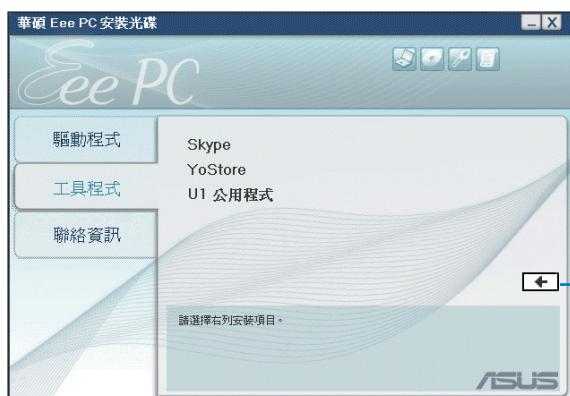 華碩 Eee PC 安裝光碟
Eee PC
驅動程式
工具程式
聯絡資訊
Skype
YoStore
U1 公用程式
請選擇右列安裝項目。
ASUS